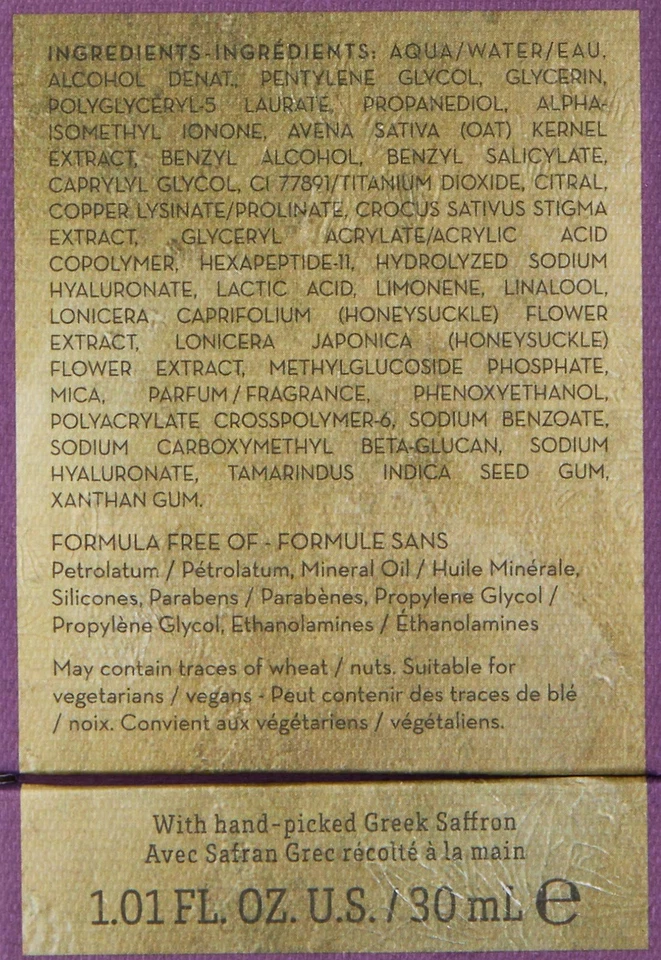 INGREDIENTS-INGRÉDIENTS: AQUA/WATER/EAU,
ALCOHOL DENAT., PENTYLENE GLYCOL, GLYCERIN,
POLYGLYCERYL-5 LAURATE, PROPANEDIOL, ALPHA-
ISOMETHYL IONONE, AVENA SATIVA (OAT) KERNEL
EXTRACT, BENZYL ALCOHOL, BENZYL SALICYLATE,
CAPRYLYL GLYCOL, CI 77891/TITANIUM DIOXIDE, CITRAL,
COPPER LYSINATE/PROLINATE, CROCUS SATIVUS STIGMA
EXTRACT, GLYCERYL ACRYLATE/ACRYLIC ACID
COPOLYMER, HEXAPEPTIDE-11, HYDROLYZED SODIUM
HYALURONATE, LACTIC ACID, LIMONENE, LINALOOL,
LONICERA CAPRIFOLIUM (HONEYSUCKLE) FLOWER
EXTRACT, LONICERA JAPONICA (HONEYSUCKLE)
FLOWER EXTRACT, METHYLGLUCOSIDE PHOSPHATE,
MICA, PARFUM / FRAGRANCE, PHENOXYETHANOL,
POLYACRYLATE CROSSPOLYMER-6, SODIUM BENZOATE,
SODIUM CARBOXYMETHYL BETA-GLUCAN, SODIUM
HYALURONATE, TAMARINDUS INDICA SEED GUM,
XANTHAN GUM.
FORMULA FREE OF - FORMULE SANS
Petrolatum / Pétrolatum, Mineral Oil / Huile Minérale,
Silicones, Parabens / Parabènes, Propylene Glycol /
Propylène Glycol, Ethanolamines / Éthanolamines
May contain traces of wheat / nuts. Suitable for
vegetarians / vegans - Peut contenir des traces de blé
/ noix. Convient aux végétariens / végétaliens.
With hand-picked Greek Saffron
Avec Safran Grec récolté à la main
1.01 FL. OZ. U.S. / 30 mL e